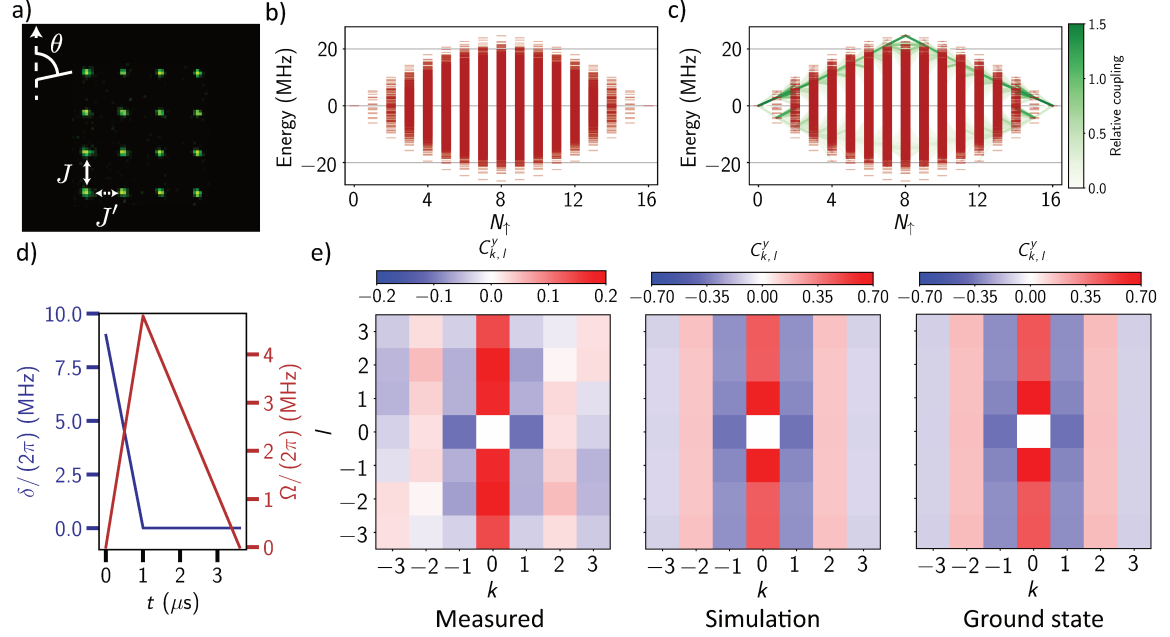 a)
θ
J
J′
b)
Energy (MHz)
20
0
−20
0
4
8
12
16
N↑
c)
Energy (MHz)
20
0
−20
0
4
8
12
16
N↑
1.5
1.0
0.5
0.0
Relative coupling
d)
δ/(2π) (MHz)
10.0
7.5
5.0
2.5
0.0
4
3
2
1
0
Ω/(2π) (MHz)
0 1 2 3
t (μs)
e)
C^y_{k, l}
−0.2 −0.1 0.0 0.1 0.2
C^y_{k, l}
−0.70 −0.35 0.00 0.35 0.70
C^y_{k, l}
−0.70 −0.35 0.00 0.35 0.70
l
3
2
1
0
−1
−2
−3
−3 −2 −1 0 1 2 3
k
Measured
−3 −2 −1 0 1 2 3
k
Simulation
−3 −2 −1 0 1 2 3
k
Ground state